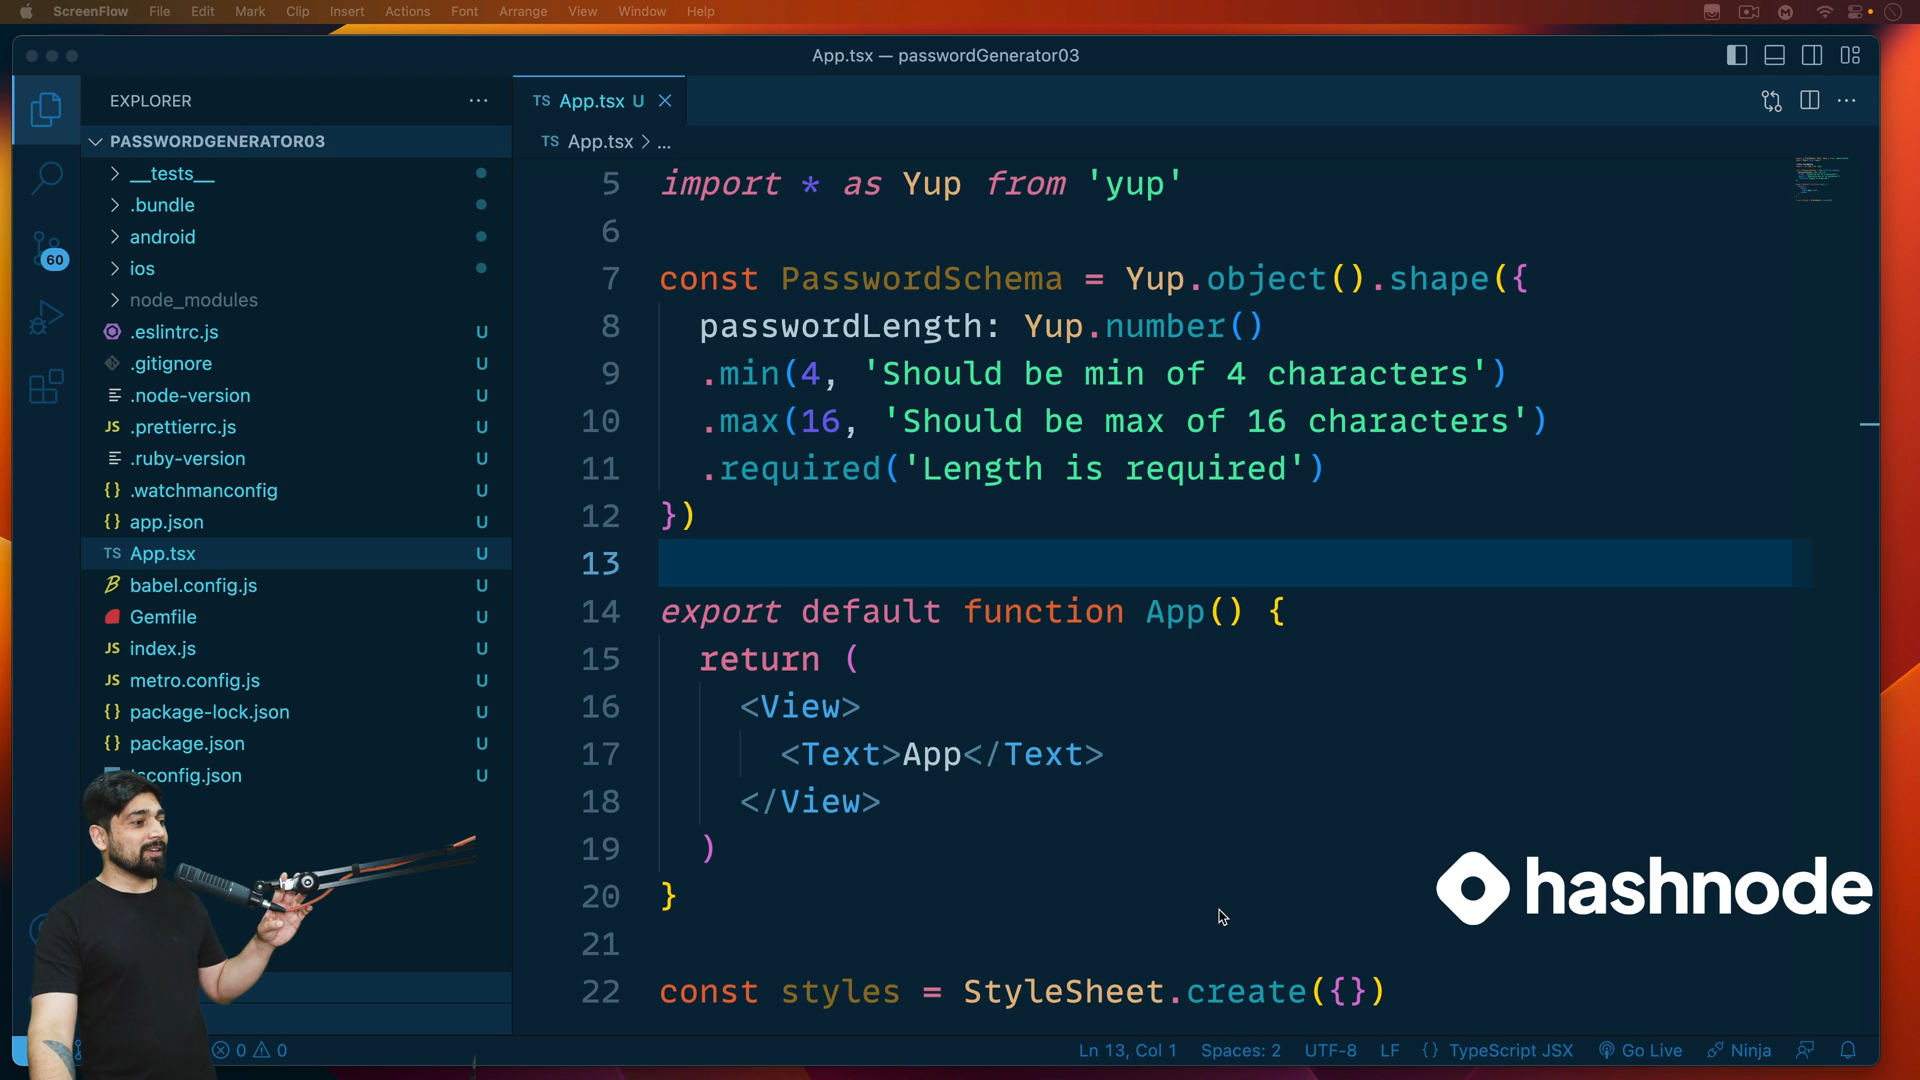 ScreenFlow File Edit Mark Clip Insert Actions Font Arrange View Window Help
App.tsx — passwordGenerator03
EXPLORER
PASSWORDGENERATOR03
__tests__
.bundle
android
ios
node_modules
.eslintrc.js U
.gitignore U
.node-version U
JS .prettierrc.js U
.ruby-version U
{} .watchmanconfig U
{} app.json U
TS App.tsx U
babel.config.js U
Gemfile U
JS index.js U
JS metro.config.js U
{} package-lock.json U
{} package.json U
tsconfig.json U
60
TS App.tsx U
TS App.tsx > ...
5 import * as Yup from 'yup'
6
7 const PasswordSchema = Yup.object().shape({
8 passwordLength: Yup.number()
9 .min(4, 'Should be min of 4 characters')
10 .max(16, 'Should be max of 16 characters')
11 .required('Length is required')
12 })
13
14 export default function App() {
15 return (
16 <View>
17 <Text>App</Text>
18 </View>
19 )
20 }
21
22 const styles = StyleSheet.create({})
hashnode
0 0
Ln 13, Col 1 Spaces: 2 UTF-8 LF {} TypeScript JSX Go Live Ninja